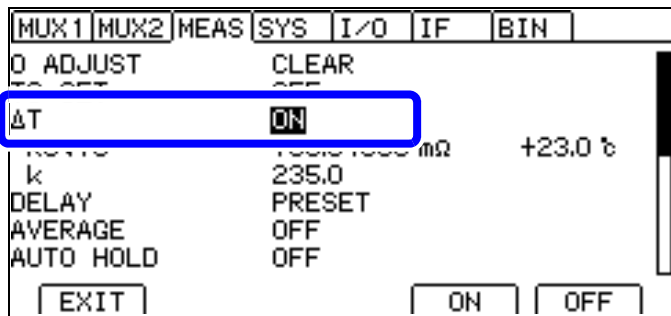 MUX1 MUX2 MEAS SYS I/O IF BIN
0 ADJUST CLEAR
ΔT ON
mΩ +23.0 ℃
k 235.0
DELAY PRESET
AVERAGE OFF
AUTO HOLD OFF
EXIT ON OFF